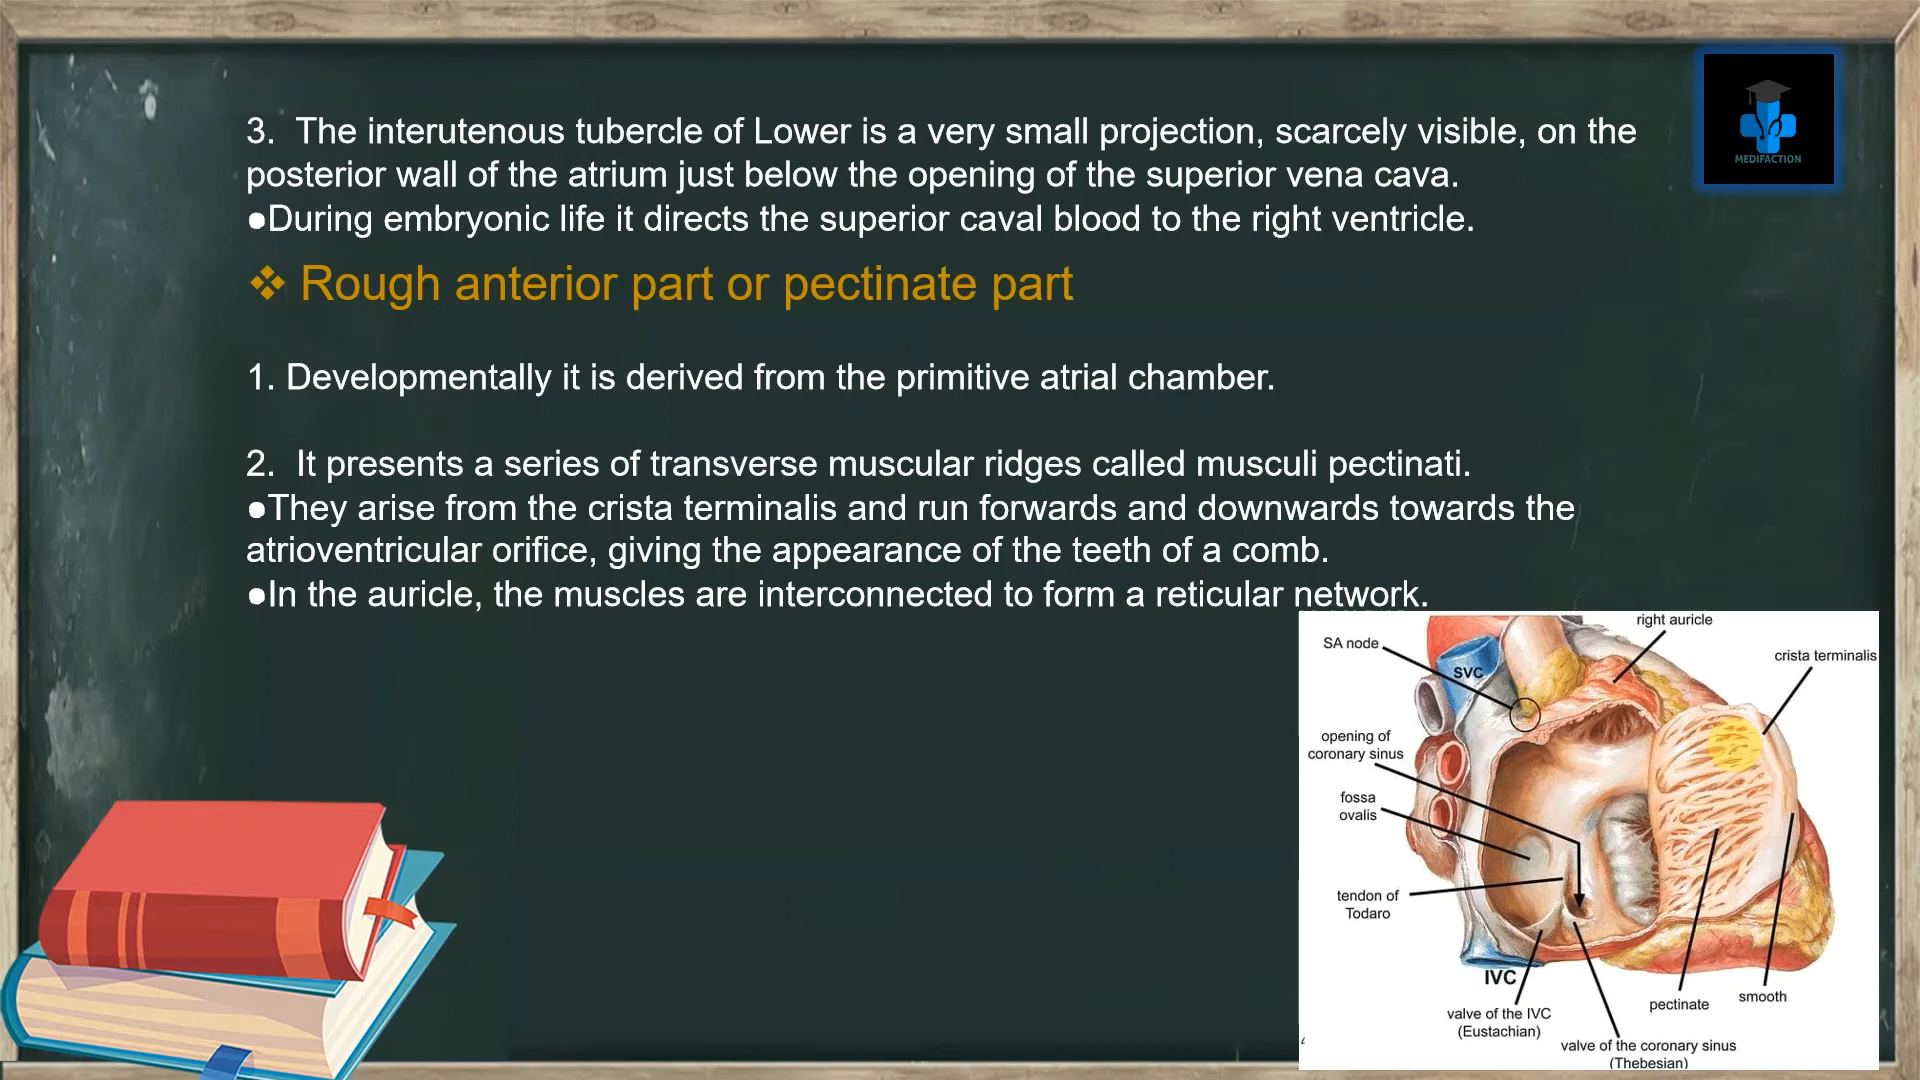 3. The interutenous tubercle of Lower is a very small projection, scarcely visible, on the
posterior wall of the atrium just below the opening of the superior vena cava.
●During embryonic life it directs the superior caval blood to the right ventricle.
❖ Rough anterior part or pectinate part
1. Developmentally it is derived from the primitive atrial chamber.
2. It presents a series of transverse muscular ridges called musculi pectinati.
●They arise from the crista terminalis and run forwards and downwards towards the
atrioventricular orifice, giving the appearance of the teeth of a comb.
●In the auricle, the muscles are interconnected to form a reticular network.
MEDIFACTION
right auricle
SA node
crista terminalis
SVC
opening of
coronary sinus
fossa
ovalis
tendon of
Todaro
IVC
pectinate
smooth
valve of the IVC
(Eustachian)
valve of the coronary sinus
(Thebesian)